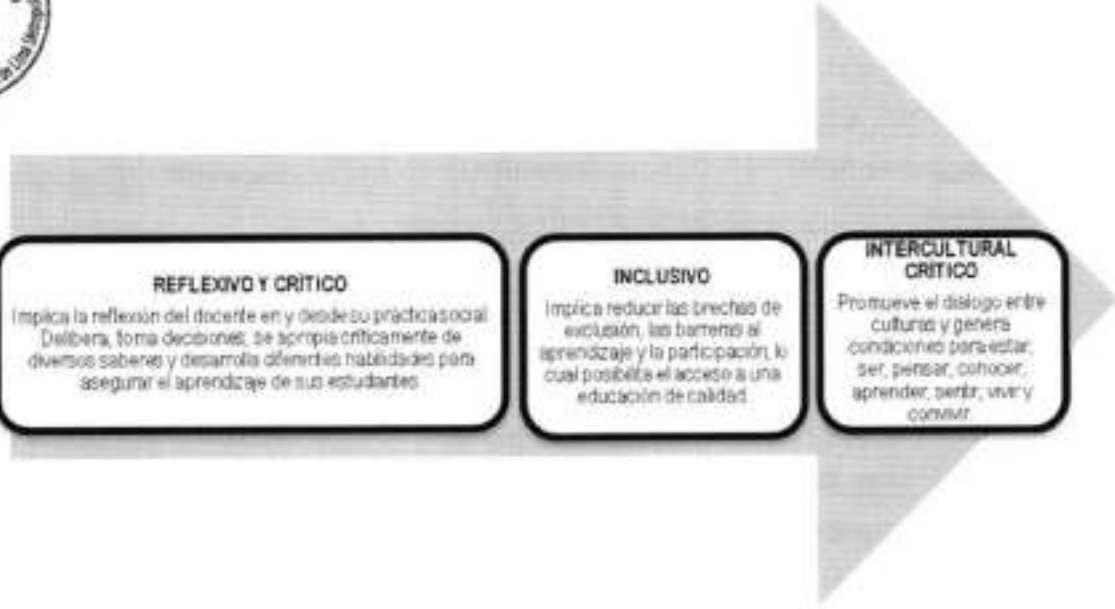 de Lima
REFLEXIVO Y CRÍTICO
Implica la reflexión del docente en y desde su práctica social.
Delibera, toma decisiones, se apropia críticamente de
diversos saberes y desarrolla diferentes habilidades para
asegurar el aprendizaje de sus estudiantes.
INCLUSIVO
Implica reducir las brechas de
exclusión, las barreras al
aprendizaje y la participación, lo
cual posibilita el acceso a una
educación de calidad.
INTERCULTURAL
CRÍTICO
Promueve el diálogo entre
culturas y genera
condiciones para estar,
ser, pensar, conocer,
aprender, sentir, vivir y
convivir.